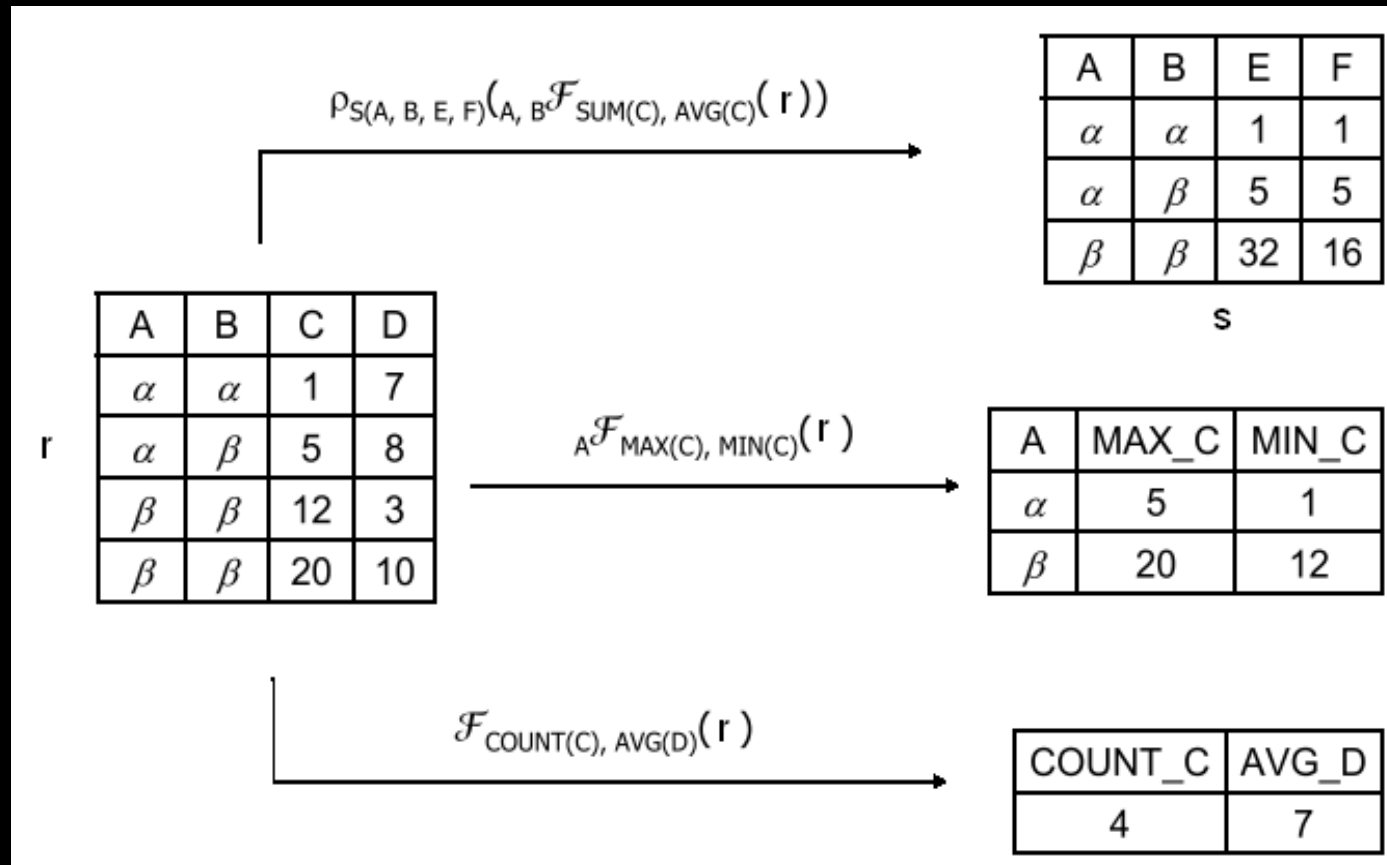 ρS(A, B, E, F)(A, BℱSUM(C), AVG(C)(r))
A B E F
α α 1 1
α β 5 5
β β 32 16
s
r
A B C D
α α 1 7
α β 5 8
β β 12 3
β β 20 10
AℱMAX(C), MIN(C)(r)
A MAX_C MIN_C
α 5 1
β 20 12
ℱCOUNT(C), AVG(D)(r)
COUNT_C AVG_D
4 7